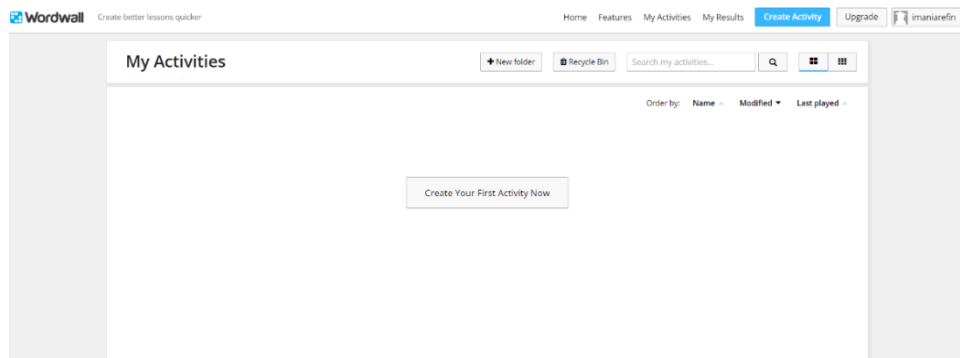 Wordwall Create better lessons quicker Home Features My Activities My Results Create Activity Upgrade imaniarefin
My Activities + New folder Recycle Bin Search my activities...
Order by: Name Modified Last played
Create Your First Activity Now